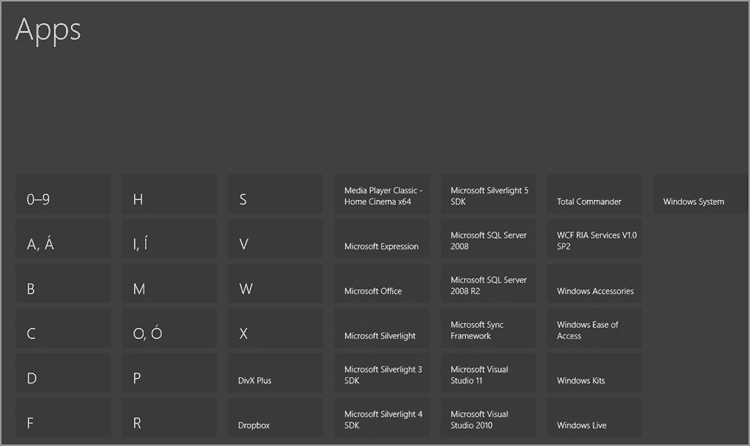 Apps
0–9
A, Á
B
C
D
F
H
I, Í
M
O, Ó
P
R
S
V
W
X
DivX Plus
Dropbox
Media Player Classic -
Home Cinema x64
Microsoft Expression
Microsoft Office
Microsoft Silverlight
Microsoft Silverlight 3
SDK
Microsoft Silverlight 4
SDK
Microsoft Silverlight 5
SDK
Microsoft SQL Server
2008
Microsoft SQL Server
2008 R2
Microsoft Sync
Framework
Microsoft Visual
Studio 11
Microsoft Visual
Studio 2010
Total Commander
WCF RIA Services V1.0
SP2
Windows Accessories
Windows Ease of
Access
Windows Kits
Windows Live
Windows System